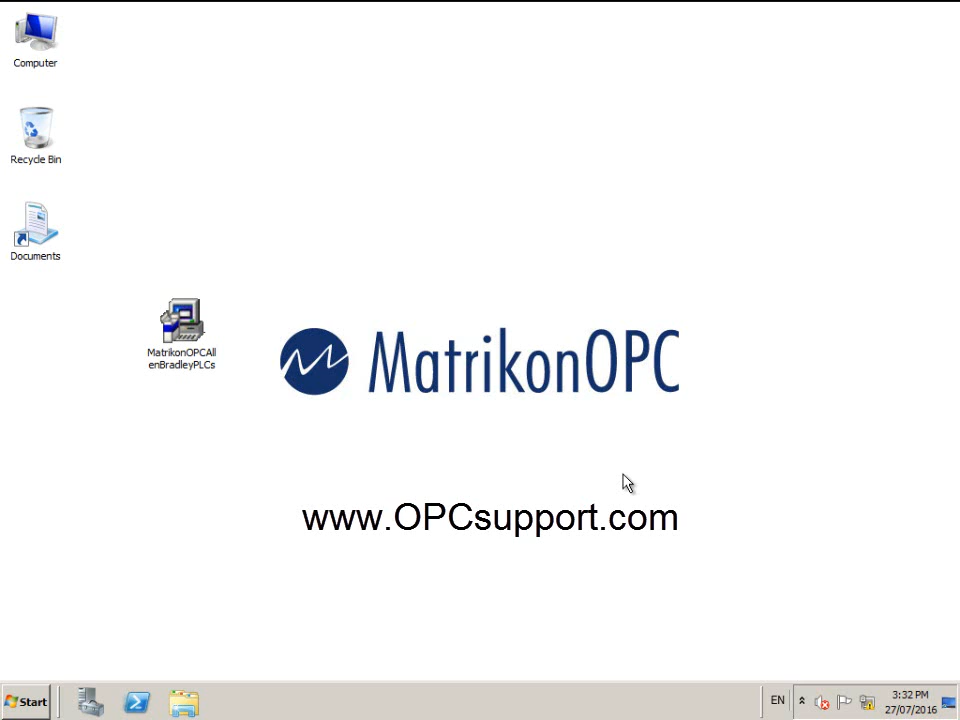 Computer
Recycle Bin
Documents
MatrikonOPCAll
enBradleyPLCs
MatrikonOPC
www.OPCsupport.com
Start
EN
3:32 PM
27/07/2016